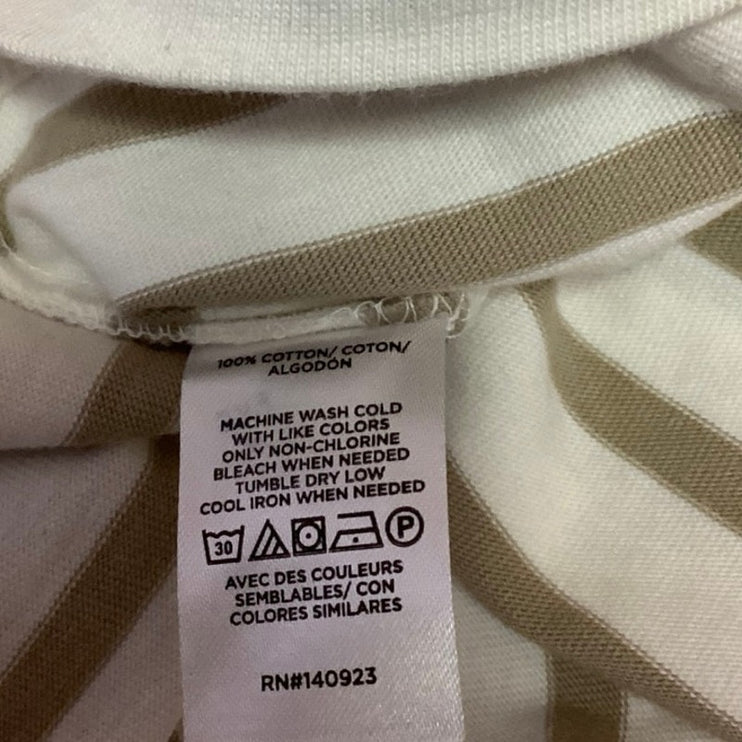 100% COTTON/ COTON/
ALGODÓN
MACHINE WASH COLD
WITH LIKE COLORS
ONLY NON-CHLORINE
BLEACH WHEN NEEDED
TUMBLE DRY LOW
COOL IRON WHEN NEEDED
30 P
AVEC DES COULEURS
SEMBLABLES/ CON
COLORES SIMILARES
RN#140923